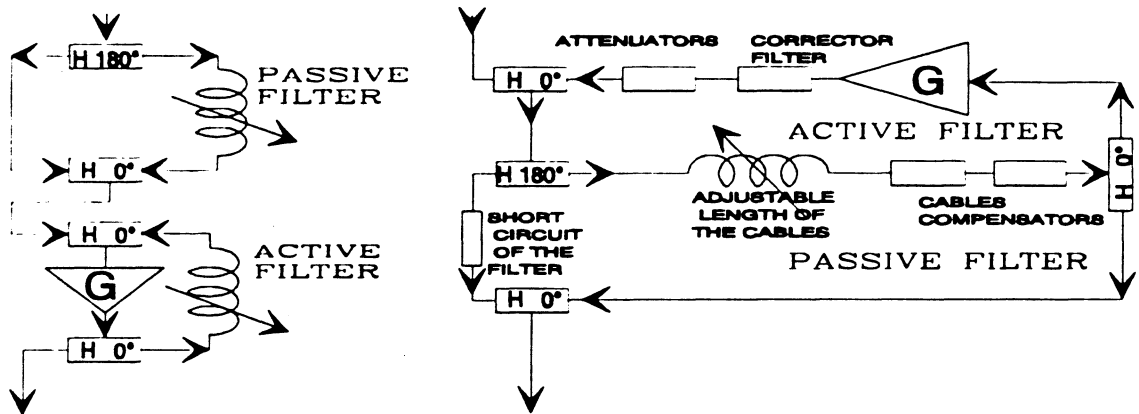 H 180°
PASSIVE
FILTER
H 0°
H 0°
G
ACTIVE
FILTER
H 0°
ATTENUATORS
CORRECTOR
FILTER
H 0°
G
ACTIVE FILTER
H 180°
H 0°
ADJUSTABLE
LENGTH OF
THE CABLES
CABLES
COMPENSATORS
SHORT
CIRCUIT
OF THE
FILTER
PASSIVE FILTER
H 0°